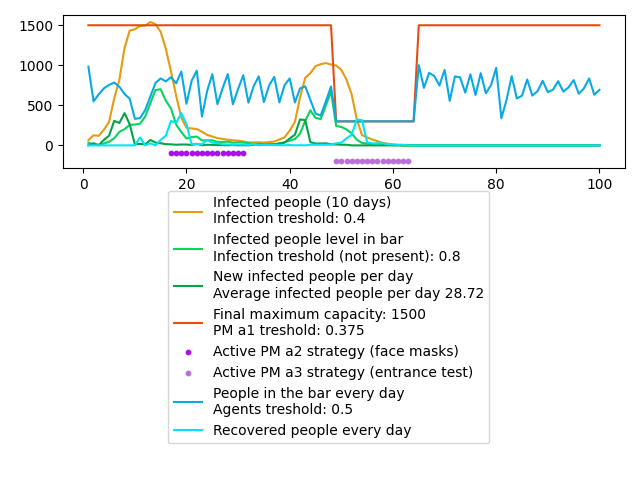 1500
1000
500
0
0
20
40
60
80
100
Infected people (10 days)
Infection treshold: 0.4
Infected people level in bar
Infection treshold (not present): 0.8
New infected people per day
Average infected people per day 28.72
Final maximum capacity: 1500
PM a1 treshold: 0.375
Active PM a2 strategy (face masks)
Active PM a3 strategy (entrance test)
People in the bar every day
Agents treshold: 0.5
Recovered people every day